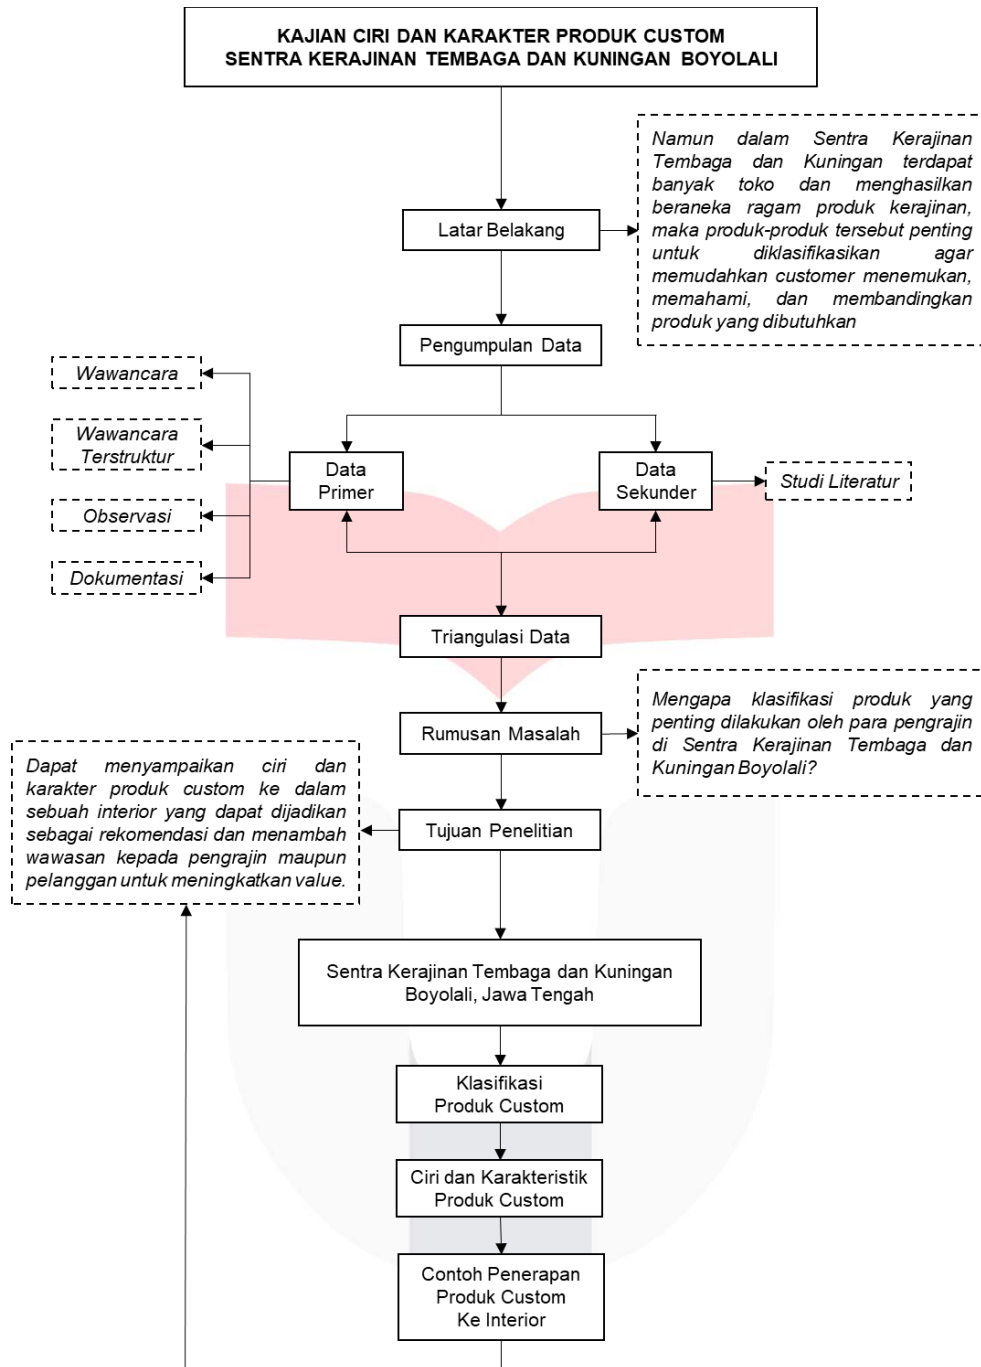 KAJIAN CIRI DAN KARAKTER PRODUK CUSTOM
SENTRA KERAJINAN TEMBAGA DAN KUNINGAN BOYOLALI
Latar Belakang
Namun dalam Sentra Kerajinan
Tembaga dan Kuningan terdapat
banyak toko dan menghasilkan
beraneka ragam produk kerajinan,
maka produk-produk tersebut penting
untuk diklasifikasikan agar
memudahkan customer menemukan,
memahami, dan membandingkan
produk yang dibutuhkan
Pengumpulan Data
Wawancara
Wawancara
Terstruktur
Observasi
Dokumentasi
Data
Primer
Data
Sekunder
Studi Literatur
Triangulasi Data
Rumusan Masalah
Mengapa klasifikasi produk yang
penting dilakukan oleh para pengrajin
di Sentra Kerajinan Tembaga dan
Kuningan Boyolali?
Dapat menyampaikan ciri dan
karakter produk custom ke dalam
sebuah interior yang dapat dijadikan
sebagai rekomendasi dan menambah
wawasan kepada pengrajin maupun
pelanggan untuk meningkatkan value.
Tujuan Penelitian
Sentra Kerajinan Tembaga dan Kuningan
Boyolali, Jawa Tengah
Klasifikasi
Produk Custom
Ciri dan Karakteristik
Produk Custom
Contoh Penerapan
Produk Custom
Ke Interior